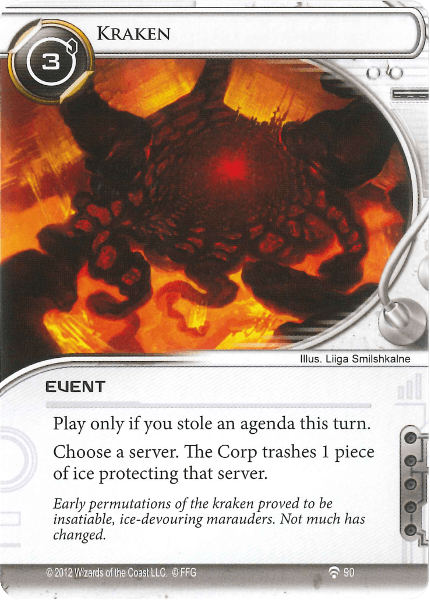 Kraken
3
Illus. Liiga Smilshkalne
EVENT
Play only if you stole an agenda this turn.
Choose a server. The Corp trashes 1 piece
of ice protecting that server.
Early permutations of the kraken proved to be
insatiable, ice-devouring marauders. Not much has
changed.
© 2012 Wizards of the Coast LLC. © FFG 90